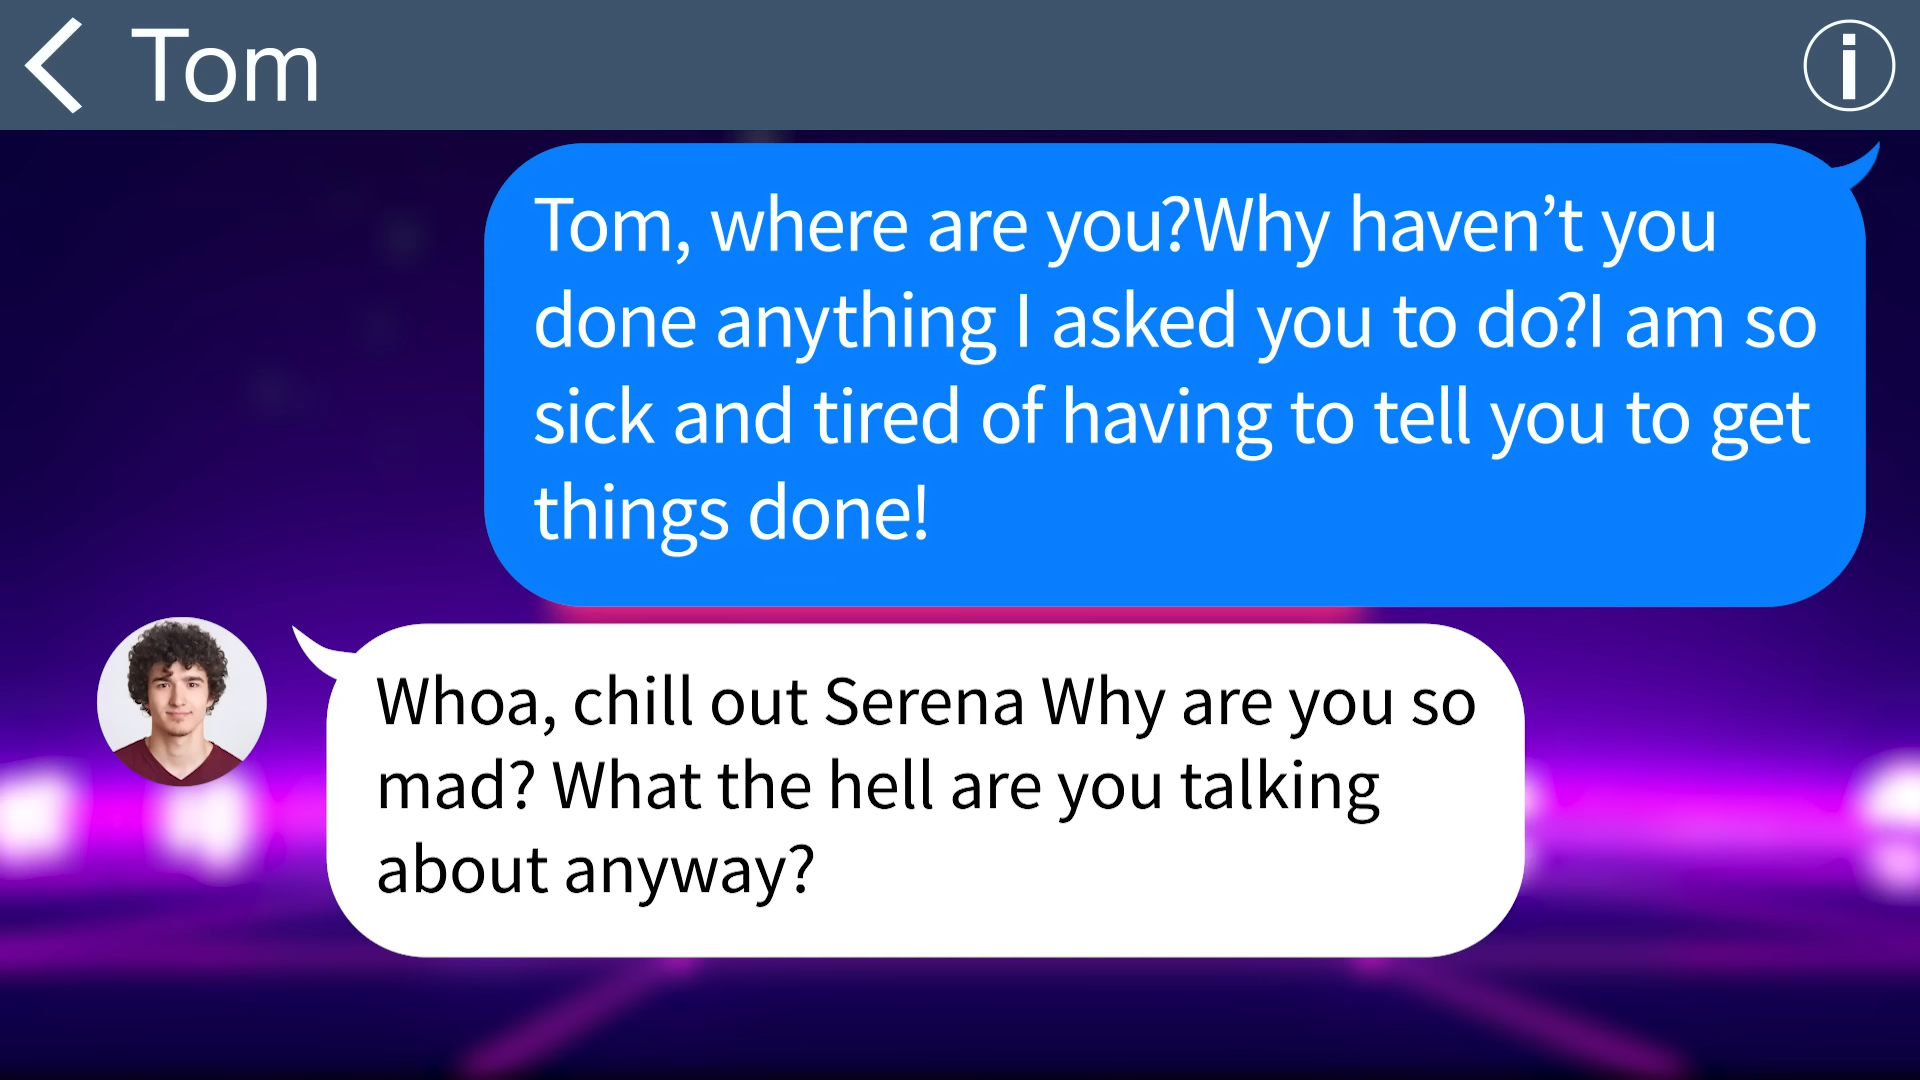 Tom
Tom, where are you?Why haven’t you
done anything I asked you to do?I am so
sick and tired of having to tell you to get
things done!
Whoa, chill out Serena Why are you so
mad? What the hell are you talking
about anyway?